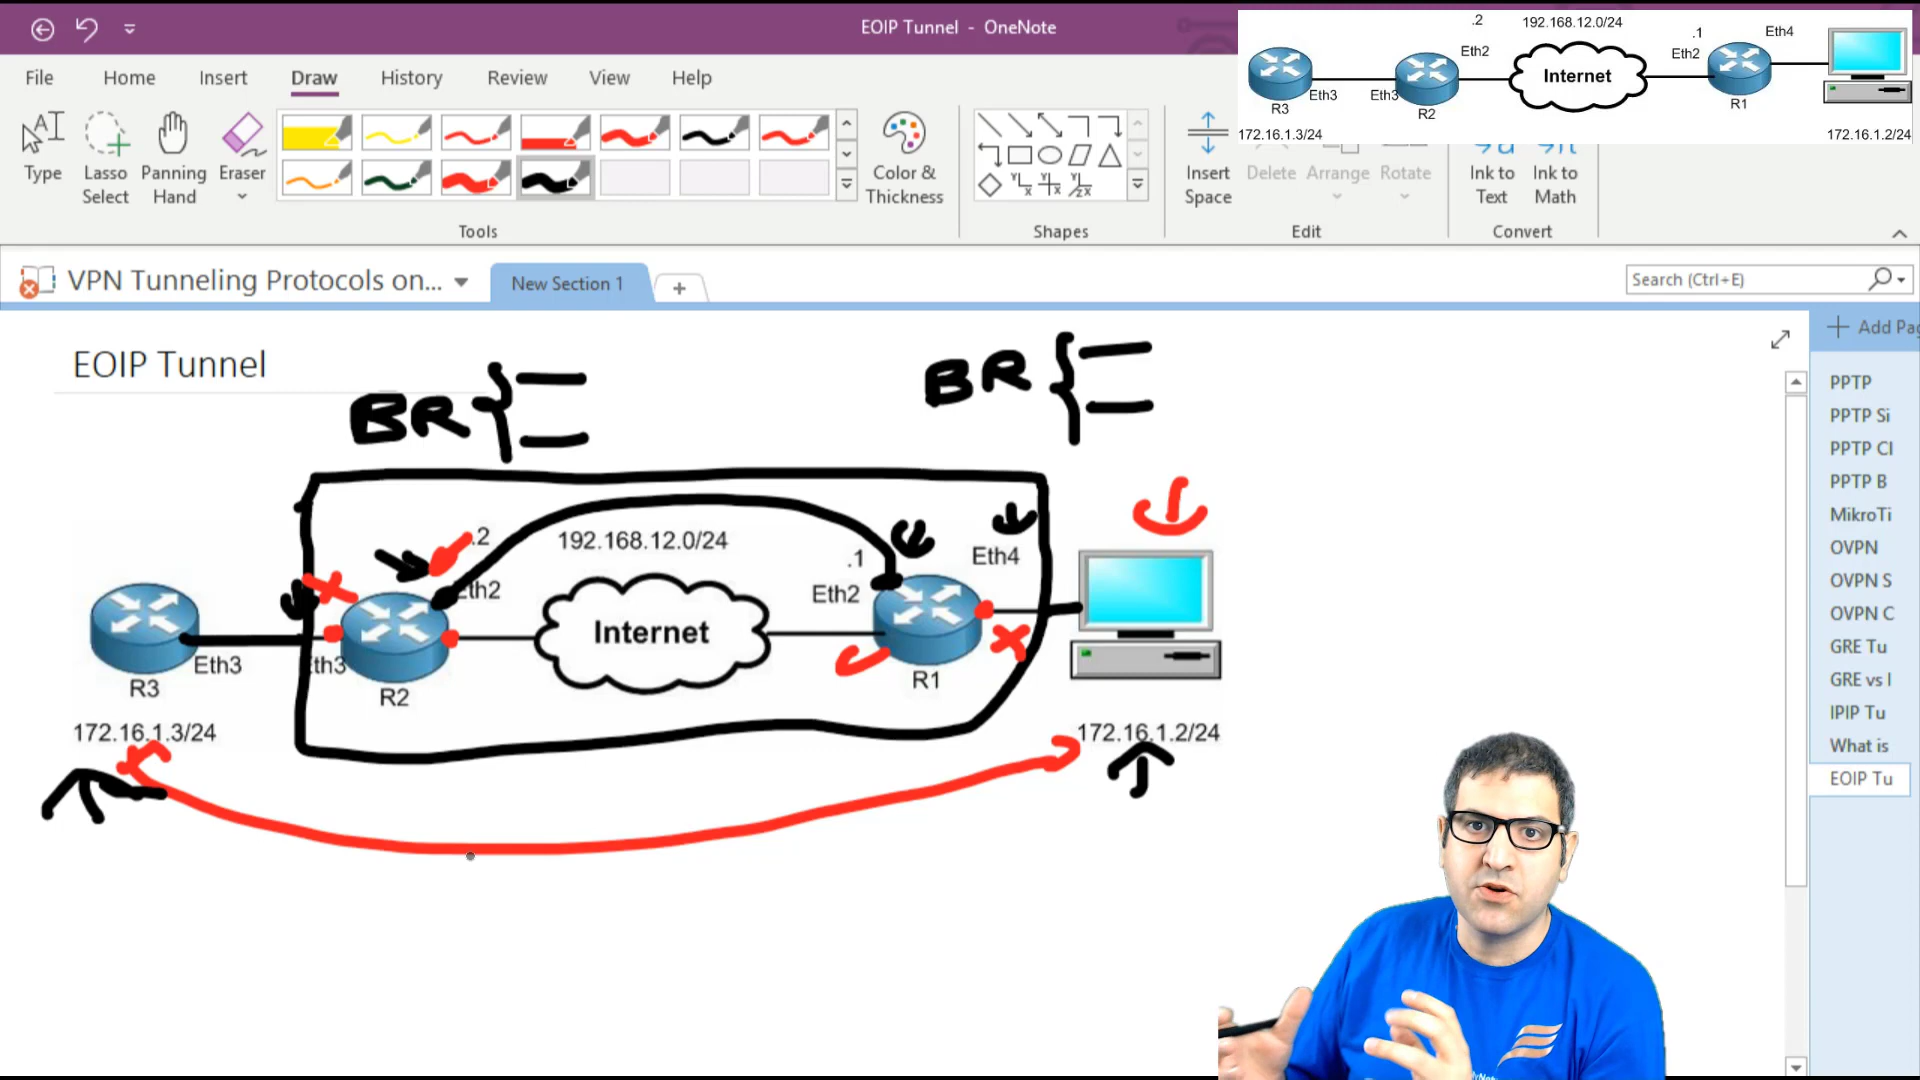 EOIP Tunnel - OneNote
File Home Insert Draw History Review View Help
Type
Lasso Select
Panning Hand
Eraser
Color & Thickness
Insert Space
Delete
Arrange
Rotate
Ink to Text
Ink to Math
Tools
Shapes
Edit
Convert
.2
192.168.12.0/24
.1
Eth4
Eth2
Eth2
Internet
Eth3
Eth3
R3
R2
R1
172.16.1.3/24
172.16.1.2/24
VPN Tunneling Protocols on...
New Section 1
Search (Ctrl+E)
EOIP Tunnel
BR
BR
.2
192.168.12.0/24
.1
Eth4
Eth2
Eth2
Internet
Eth3
Eth3
R3
R2
R1
172.16.1.3/24
172.16.1.2/24
Add Pag
PPTP
PPTP Si
PPTP Cl
PPTP B
MikroTi
OVPN
OVPN S
OVPN C
GRE Tu
GRE vs I
IPIP Tu
What is
EOIP Tu